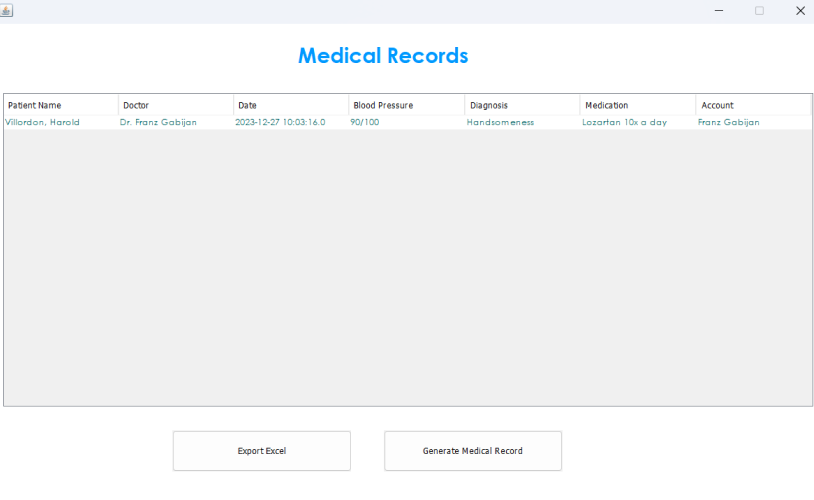 Medical Records
Patient Name Doctor Date Blood Pressure Diagnosis Medication Account
Villordon, Harold Dr. Franz Gabijan 2023-12-27 10:03:16.0 90/100 Handsomeness Lozartan 10x a day Franz Gabijan
Export Excel Generate Medical Record